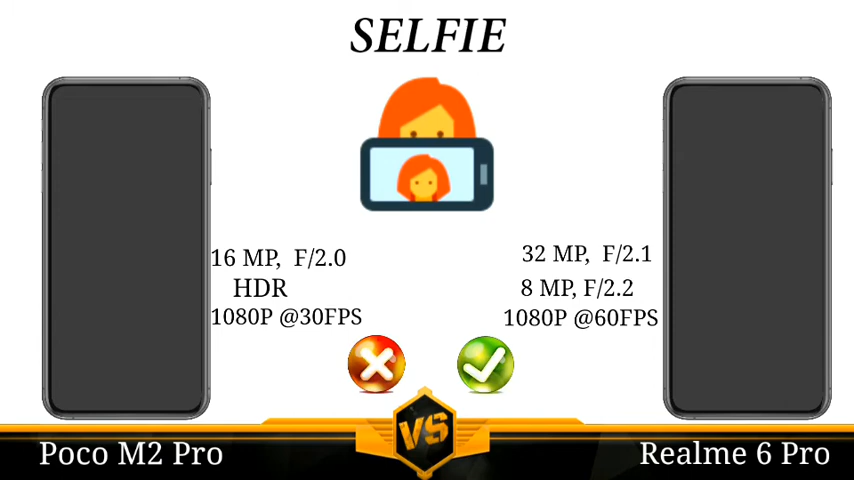 SELFIE
16 MP,  F/2.0
HDR
1080P @30FPS
32 MP,  F/2.1
8 MP, F/2.2
1080P @60FPS
VS
Poco M2 Pro
Realme 6 Pro